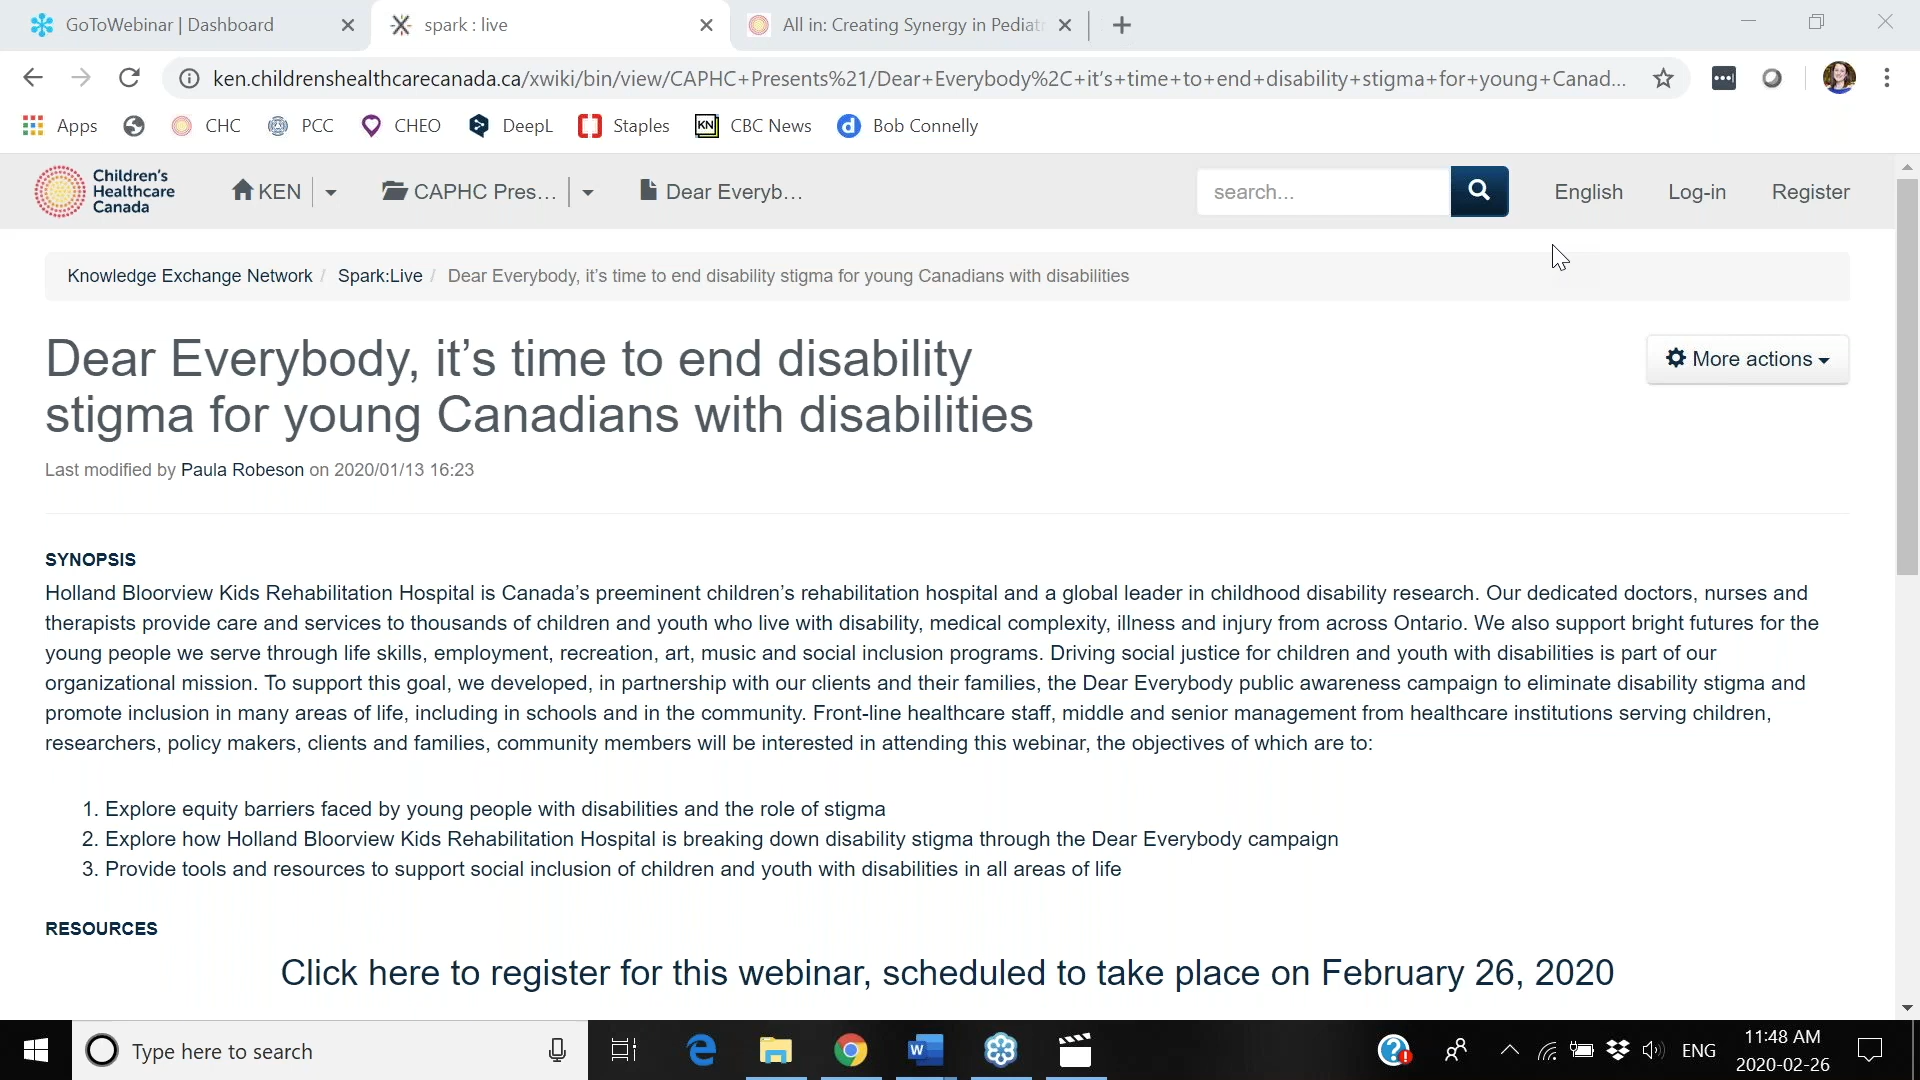 GoToWebinar | Dashboard
spark : live
All in: Creating Synergy in Pediat
ken.childrenshealthcarecanada.ca/xwiki/bin/view/CAPHC+Presents%21/Dear+Everybody%2C+it's+time+to+end+disability+stigma+for+young+Canad...
Apps
CHC
PCC
CHEO
DeepL
Staples
KN
CBC News
d
Bob Connelly
Children's
Healthcare
Canada
KEN
CAPHC Pres...
Dear Everyb...
search...
English
Log-in
Register
Knowledge Exchange Network / Spark:Live / Dear Everybody, it’s time to end disability stigma for young Canadians with disabilities
Dear Everybody, it’s time to end disability
stigma for young Canadians with disabilities
More actions
Last modified by Paula Robeson on 2020/01/13 16:23
SYNOPSIS
Holland Bloorview Kids Rehabilitation Hospital is Canada’s preeminent children’s rehabilitation hospital and a global leader in childhood disability research. Our dedicated doctors, nurses and
therapists provide care and services to thousands of children and youth who live with disability, medical complexity, illness and injury from across Ontario. We also support bright futures for the
young people we serve through life skills, employment, recreation, art, music and social inclusion programs. Driving social justice for children and youth with disabilities is part of our
organizational mission. To support this goal, we developed, in partnership with our clients and their families, the Dear Everybody public awareness campaign to eliminate disability stigma and
promote inclusion in many areas of life, including in schools and in the community. Front-line healthcare staff, middle and senior management from healthcare institutions serving children,
researchers, policy makers, clients and families, community members will be interested in attending this webinar, the objectives of which are to:
1. Explore equity barriers faced by young people with disabilities and the role of stigma
2. Explore how Holland Bloorview Kids Rehabilitation Hospital is breaking down disability stigma through the Dear Everybody campaign
3. Provide tools and resources to support social inclusion of children and youth with disabilities in all areas of life
RESOURCES
Click here to register for this webinar, scheduled to take place on February 26, 2020
Type here to search
ENG
11:48 AM
2020-02-26